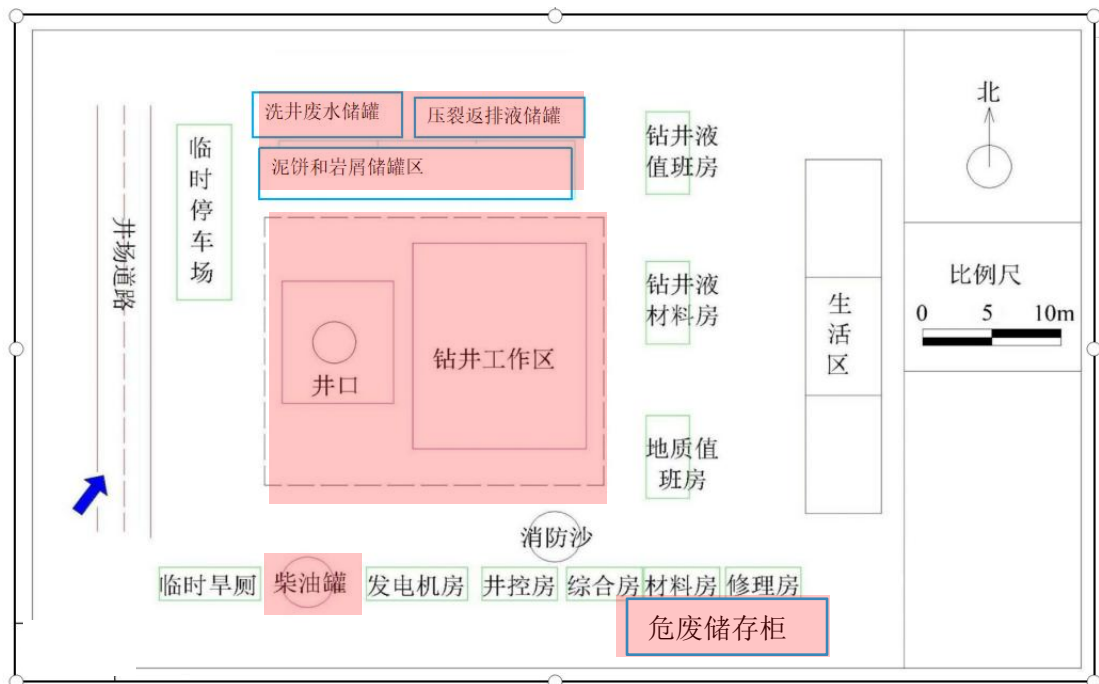 洗井废水储罐
压裂返排液储罐
泥饼和岩屑储罐区
临时停车场
井场道路
钻井液
值班房
北
钻井液
材料房
比例尺
0 5 10m
生活区
井口
钻井工作区
地质值
班房
消防沙
临时旱厕
柴油罐
发电机房
井控房
综合房
材料房
修理房
危废储存柜